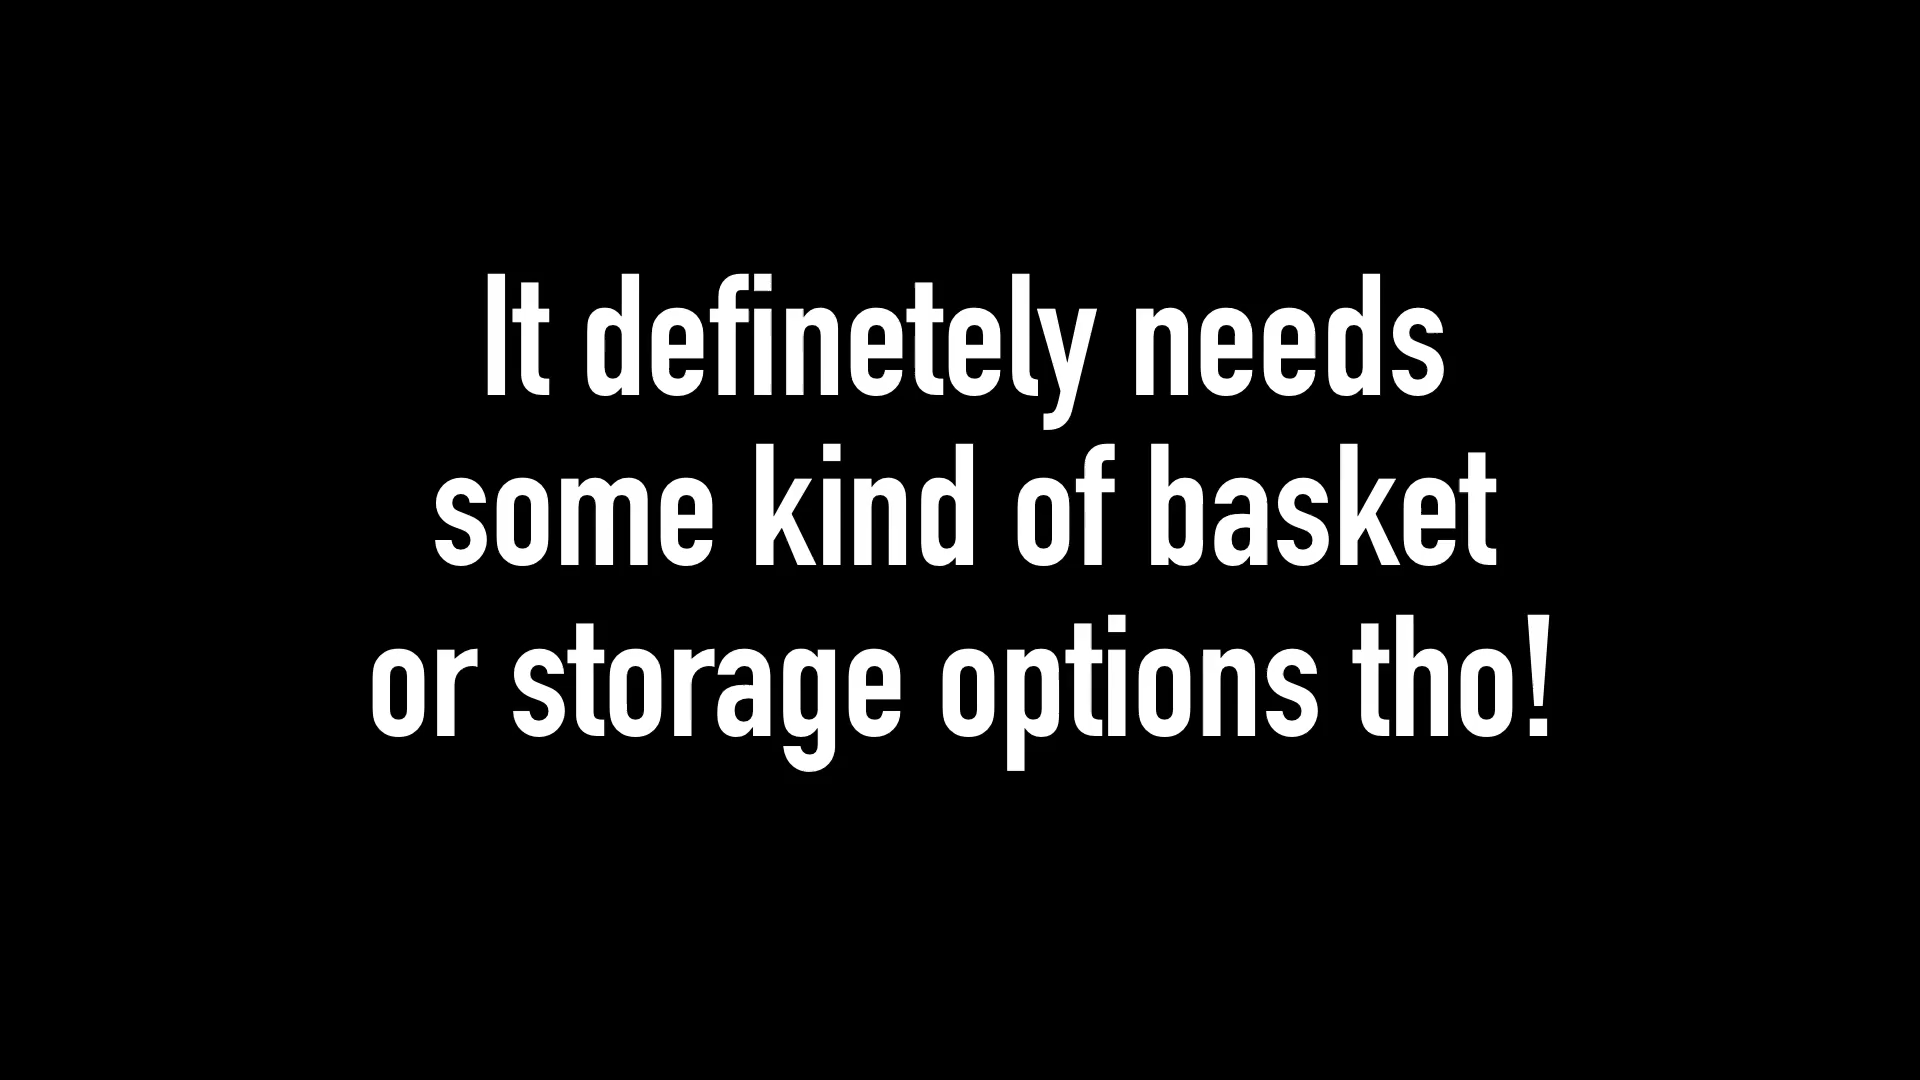 It definetely needs
some kind of basket
or storage options tho!